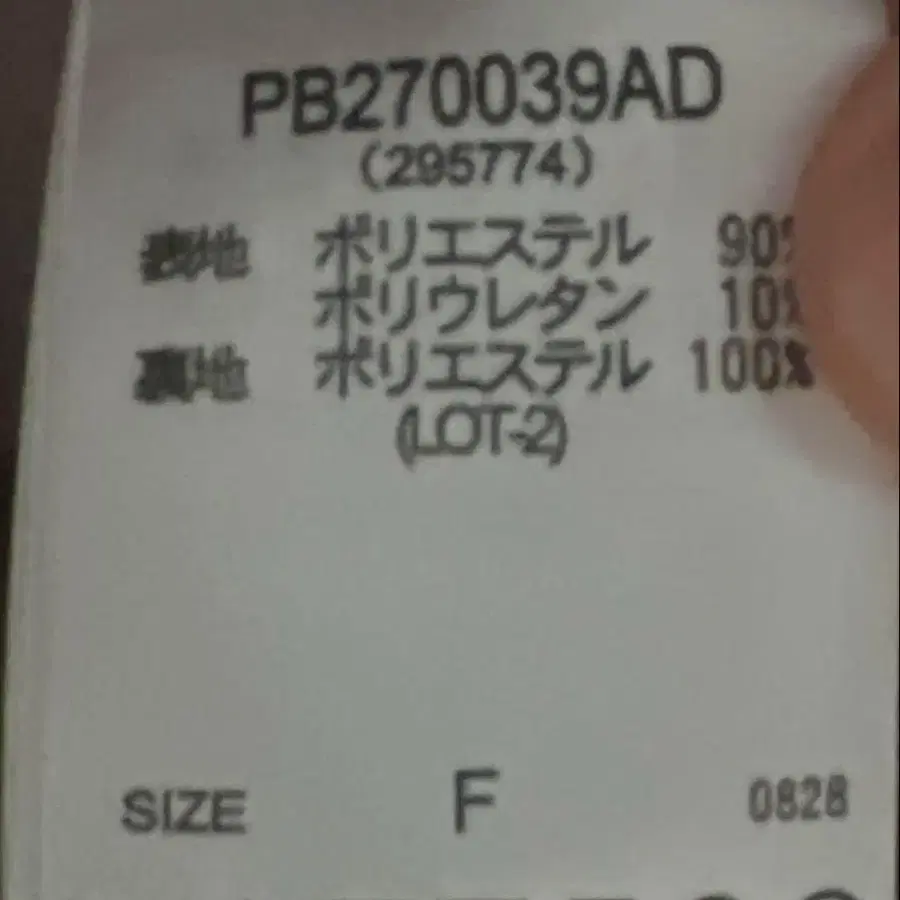 PB270039AD
(295774)
表地 ポリエステル 90%
ポリウレタン 10%
裏地 ポリエステル 100%
(LOT-2)
SIZE F 0828